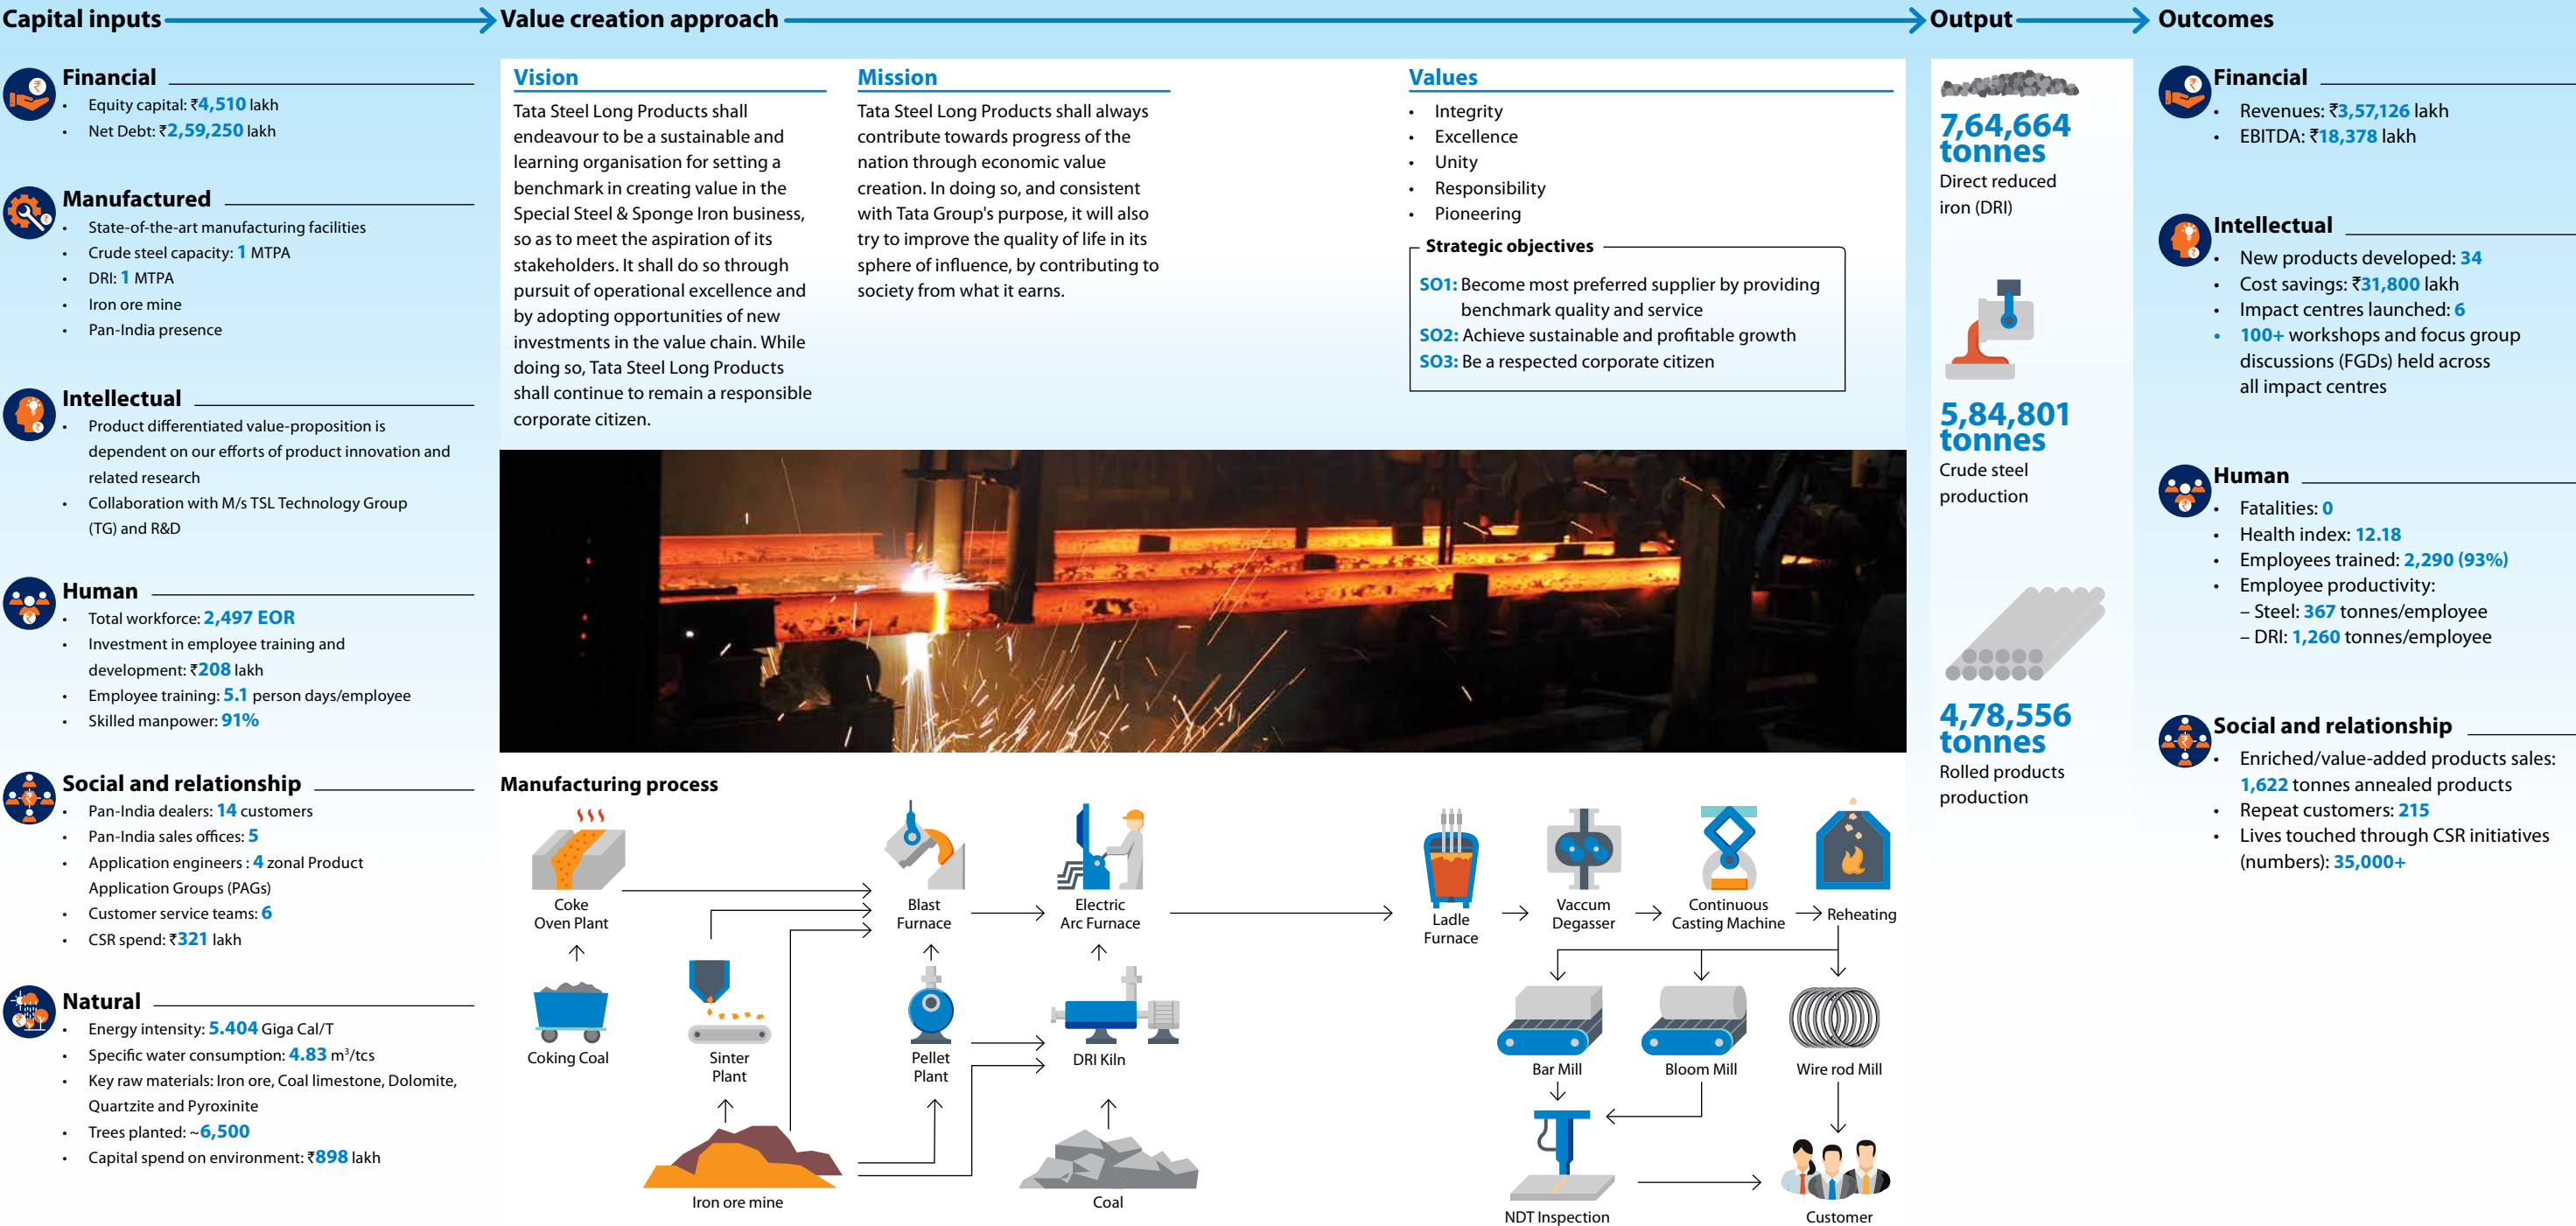 Capital inputs
Value creation approach
Output
Outcomes
Financial
• Equity capital: ₹4,510 lakh
• Net Debt: ₹2,59,250 lakh
Manufactured
• State-of-the-art manufacturing facilities
• Crude steel capacity: 1 MTPA
• DRI: 1 MTPA
• Iron ore mine
• Pan-India presence
Intellectual
• Product differentiated value-proposition is
dependent on our efforts of product innovation and
related research
• Collaboration with M/s TSL Technology Group
(TG) and R&D
Human
• Total workforce: 2,497 EOR
• Investment in employee training and
development: ₹208 lakh
• Employee training: 5.1 person days/employee
• Skilled manpower: 91%
Social and relationship
• Pan-India dealers: 14 customers
• Pan-India sales offices: 5
• Application engineers : 4 zonal Product
Application Groups (PAGs)
• Customer service teams: 6
• CSR spend: ₹321 lakh
Natural
• Energy intensity: 5.404 Giga Cal/T
• Specific water consumption: 4.83 m³/tcs
• Key raw materials: Iron ore, Coal limestone, Dolomite,
Quartzite and Pyroxinite
• Trees planted: ~6,500
• Capital spend on environment: ₹898 lakh
Vision
Tata Steel Long Products shall
endeavour to be a sustainable and
learning organisation for setting a
benchmark in creating value in the
Special Steel & Sponge Iron business,
so as to meet the aspiration of its
stakeholders. It shall do so through
pursuit of operational excellence and
by adopting opportunities of new
investments in the value chain. While
doing so, Tata Steel Long Products
shall continue to remain a responsible
corporate citizen.
Mission
Tata Steel Long Products shall always
contribute towards progress of the
nation through economic value
creation. In doing so, and consistent
with Tata Group's purpose, it will also
try to improve the quality of life in its
sphere of influence, by contributing to
society from what it earns.
Values
• Integrity
• Excellence
• Unity
• Responsibility
• Pioneering
Strategic objectives
SO1: Become most preferred supplier by providing
benchmark quality and service
SO2: Achieve sustainable and profitable growth
SO3: Be a respected corporate citizen
Manufacturing process
Coke
Oven Plant
Blast
Furnace
Electric
Arc Furnace
Ladle
Furnace
Vaccum
Degasser
Continuous
Casting Machine
Reheating
Coking Coal
Sinter
Plant
Pellet
Plant
DRI Kiln
Bar Mill
Bloom Mill
Wire rod Mill
Iron ore mine
Coal
NDT Inspection
Customer
7,64,664
tonnes
Direct reduced
iron (DRI)
5,84,801
tonnes
Crude steel
production
4,78,556
tonnes
Rolled products
production
Financial
• Revenues: ₹3,57,126 lakh
• EBITDA: ₹18,378 lakh
Intellectual
• New products developed: 34
• Cost savings: ₹31,800 lakh
• Impact centres launched: 6
• 100+ workshops and focus group
discussions (FGDs) held across
all impact centres
Human
• Fatalities: 0
• Health index: 12.18
• Employees trained: 2,290 (93%)
• Employee productivity:
– Steel: 367 tonnes/employee
– DRI: 1,260 tonnes/employee
Social and relationship
• Enriched/value-added products sales:
1,622 tonnes annealed products
• Repeat customers: 215
• Lives touched through CSR initiatives
(numbers): 35,000+